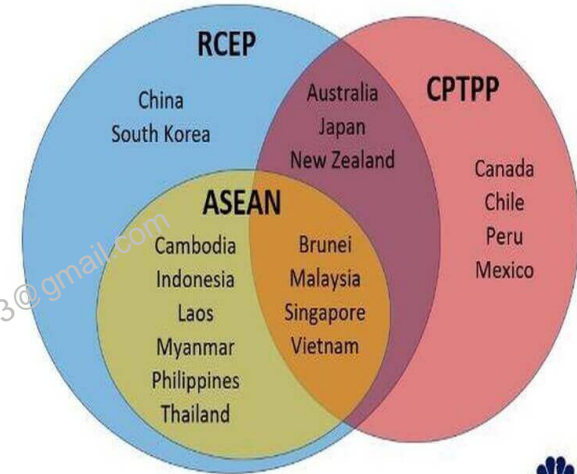 RCEP
China
South Korea
Australia
Japan
New Zealand
CPTPP
Canada
Chile
Peru
Mexico
ASEAN
Cambodia
Indonesia
Laos
Myanmar
Philippines
Thailand
Brunei
Malaysia
Singapore
Vietnam
3@gmail.com